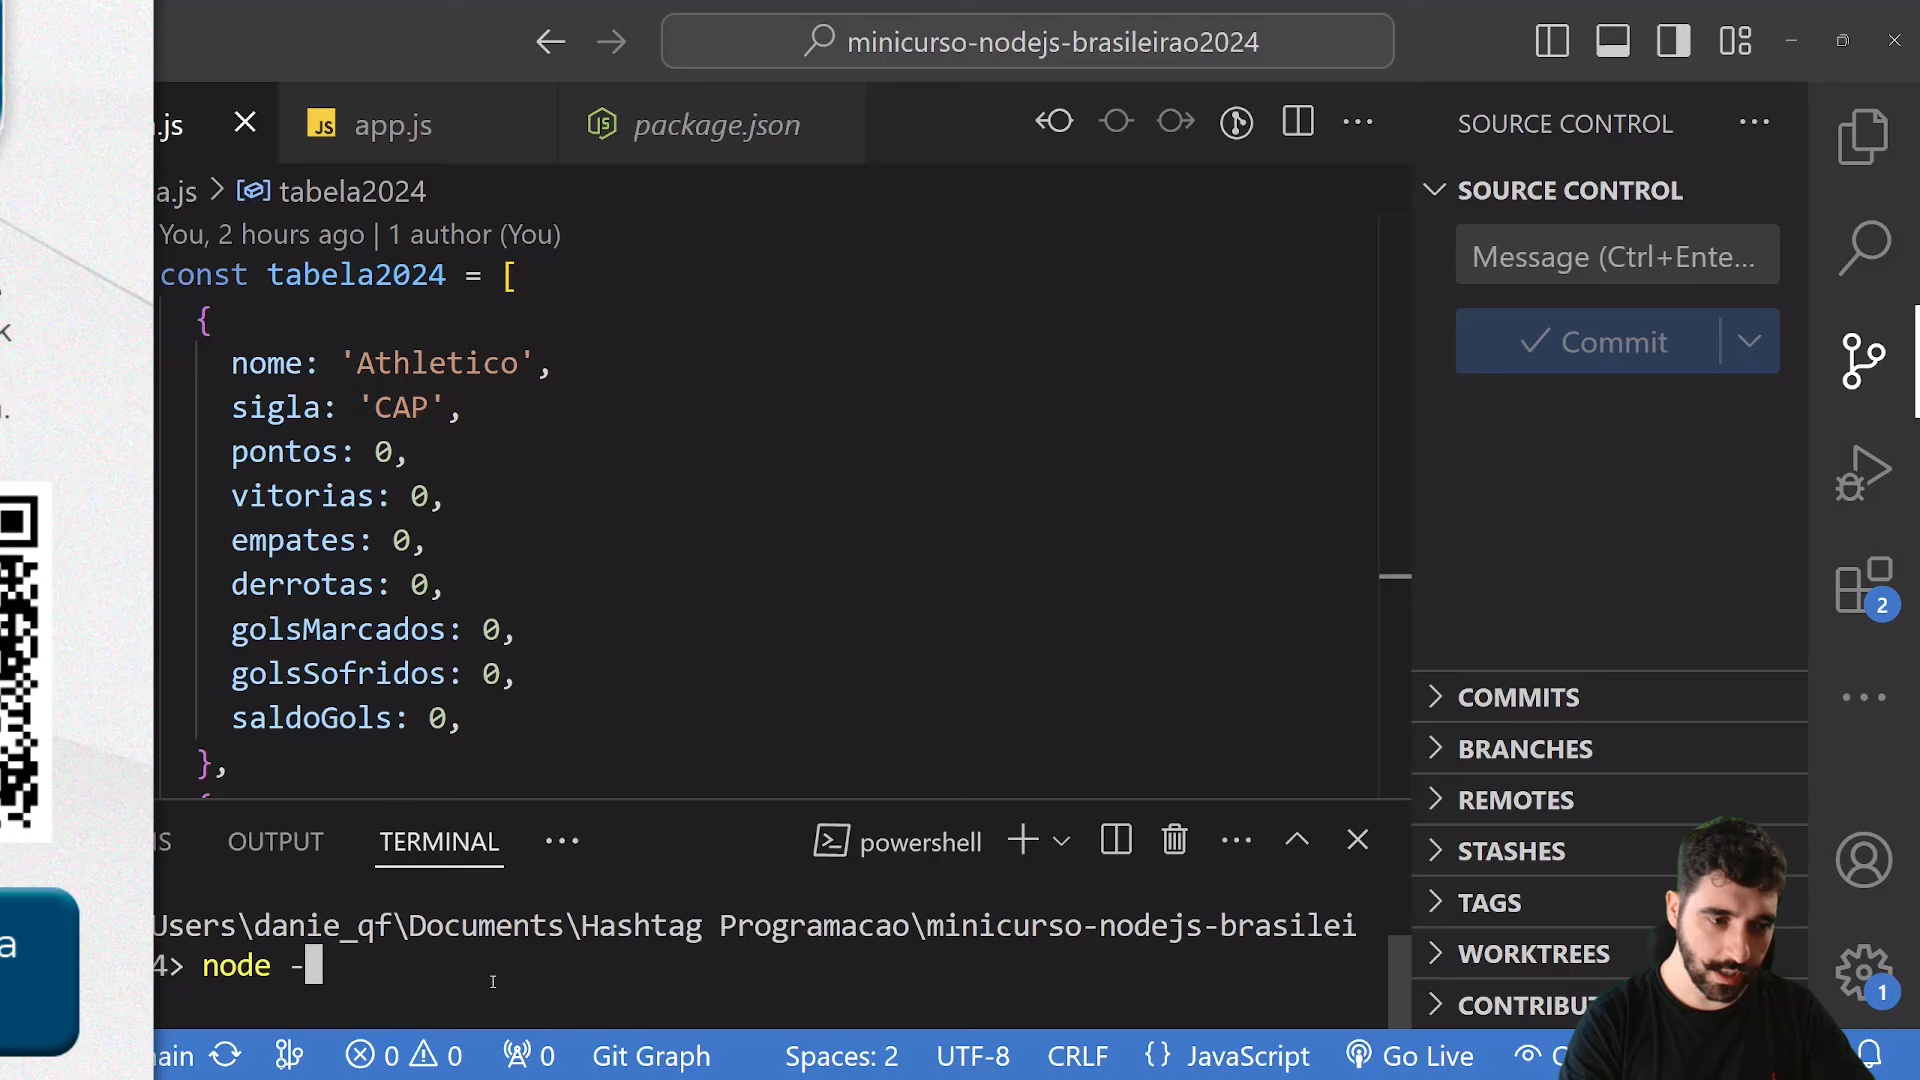 minicurso-nodejs-brasileirao2024
.js
JS app.js
JS package.json
SOURCE CONTROL
a.js > tabela2024
SOURCE CONTROL
You, 2 hours ago | 1 author (You)
Message (Ctrl+Ente...
const tabela2024 = [
{
Commit
nome: 'Athletico',
sigla: 'CAP',
pontos: 0,
vitorias: 0,
empates: 0,
derrotas: 0,
2
golsMarcados: 0,
golsSofridos: 0,
saldoGols: 0,
},
{
COMMITS
BRANCHES
REMOTES
STASHES
TAGS
WORKTREES
CONTRIBUT
k
a
OUTPUT
TERMINAL
powershell
Users\danie_qf\Documents\Hashtag Programacao\minicurso-nodejs-brasilei
4> node -
1
ain
0
0
0
Git Graph
Spaces: 2
UTF-8
CRLF
{} JavaScript
Go Live